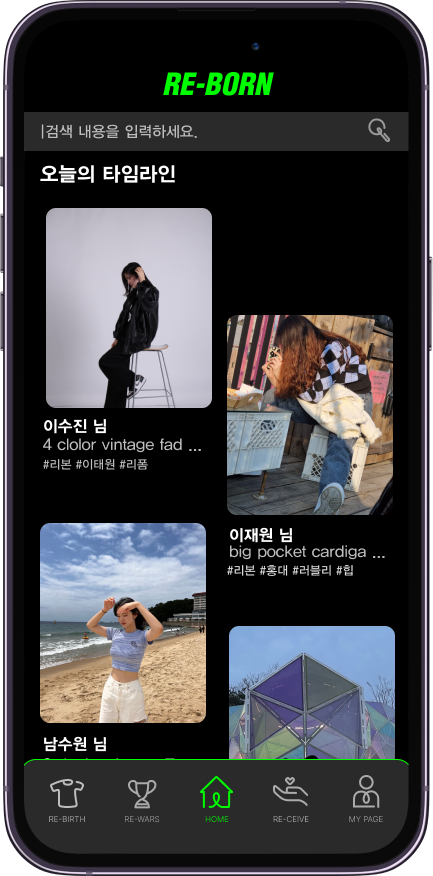 RE-BORN
검색 내용을 입력하세요.
오늘의 타임라인
이수진 님
4 clolor vintage fad ...
#리본 #이태원 #리폼
이재원 님
big pocket cardiga ...
#리본 #홍대 #러블리 #힙
남수원 님
RE-BIRTH
RE-WARS
HOME
RE-CEIVE
MY PAGE